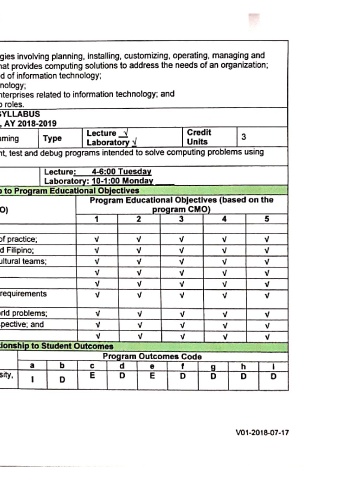 gies involving planning, installing, customizing, operating, managing and
hat provides computing solutions to address the needs of an organization;
d of information technology;
nology;
nterprises related to information technology; and
o roles.
SYLLABUS
, AY 2018-2019
ming Type Lecture √ Laboratory √ Credit Units 3
nt, test and debug programs intended to solve computing problems using
Lecture: 4-6:00 Tuesday
Laboratory: 10-1:00 Monday
p to Program Educational Objectives
O) Program Educational Objectives (based on the program CMO)
1 2 3 4 5
of practice; √ √ √ √ √
d Filipino; √ √ √ √ √
ultural teams; √ √ √ √ √
√ √ √ √ √
√ √ √ √ √
requirements √ √ √ √ √
orld problems; √ √ √ √ √
spective; and √ √ √ √ √
√ √ √ √ √
tionship to Student Outcomes
Program Outcomes Code
a b c d e f g h i
sity, I D E D E D D D D
V01-2018-07-17